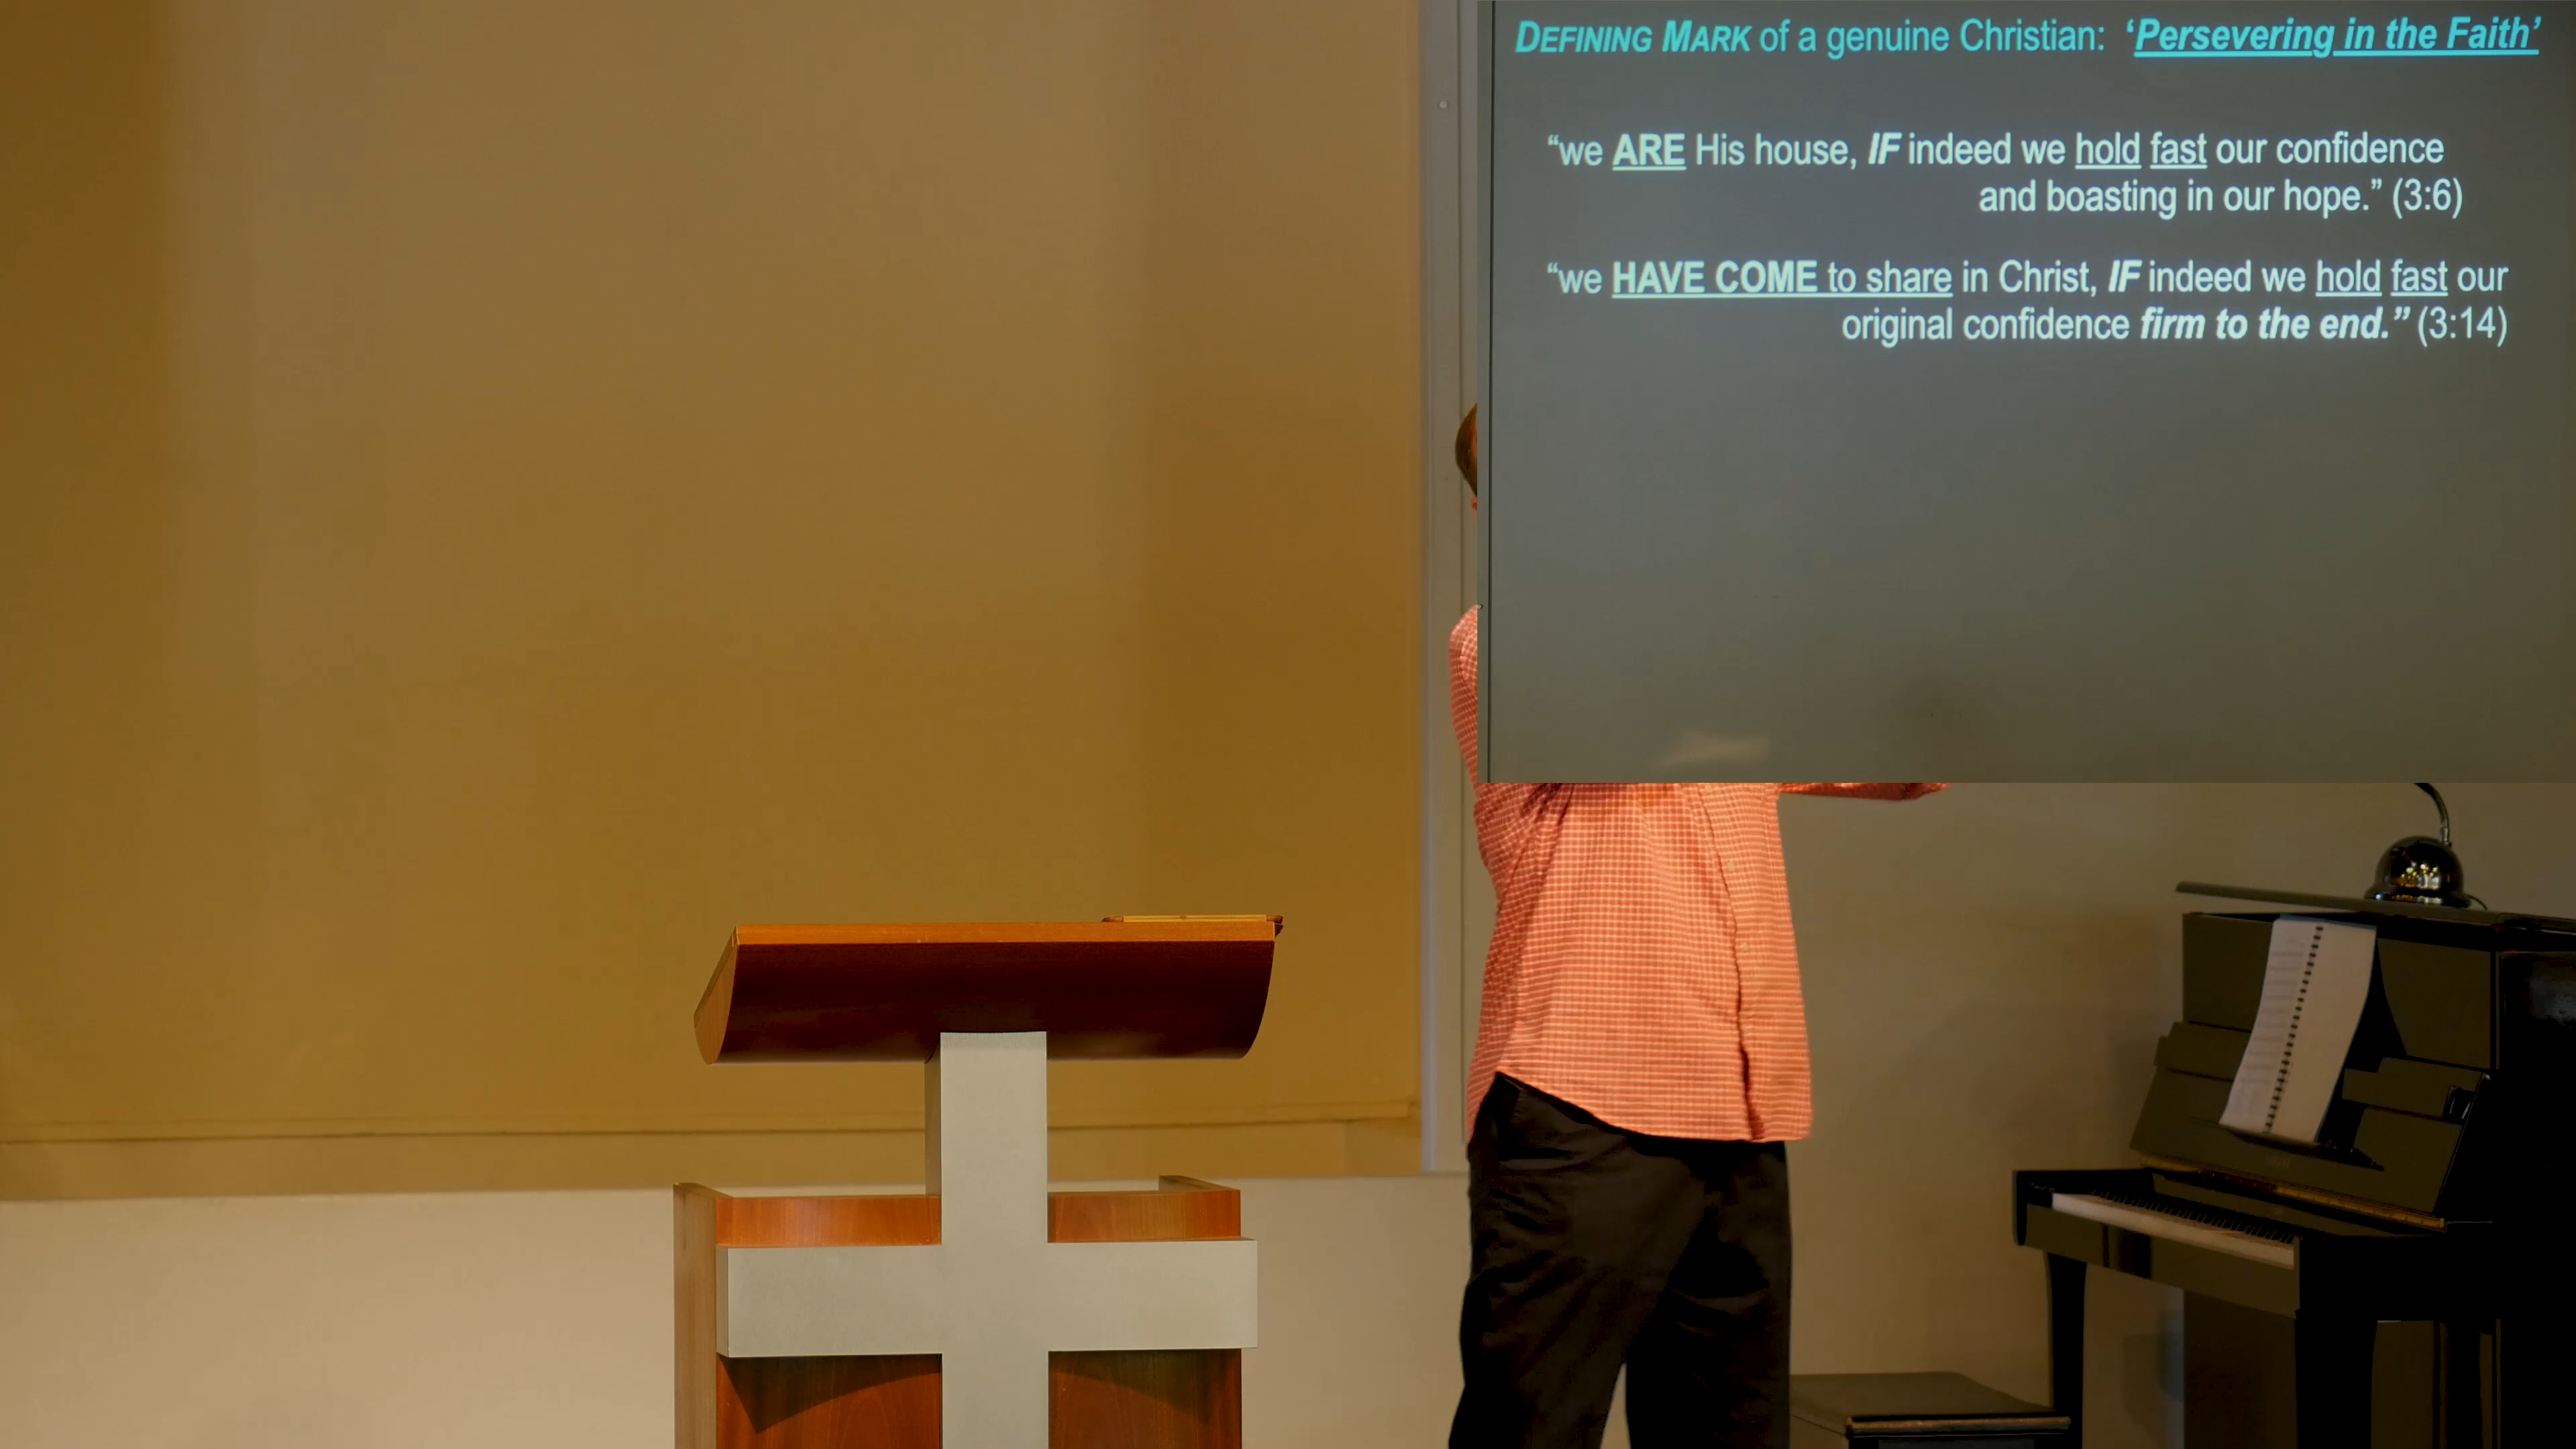 DEFINING MARK of a genuine Christian: ‘Persevering in the Faith’
“we ARE His house, IF indeed we hold fast our confidence
and boasting in our hope.” (3:6)
“we HAVE COME to share in Christ, IF indeed we hold fast our
original confidence firm to the end.” (3:14)